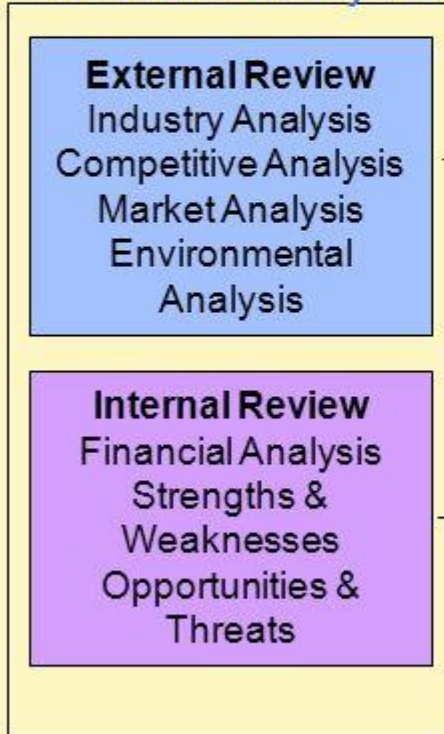 External Review
Industry Analysis
Competitive Analysis
Market Analysis
Environmental
Analysis
Internal Review
Financial Analysis
Strengths &
Weaknesses
Opportunities &
Threats